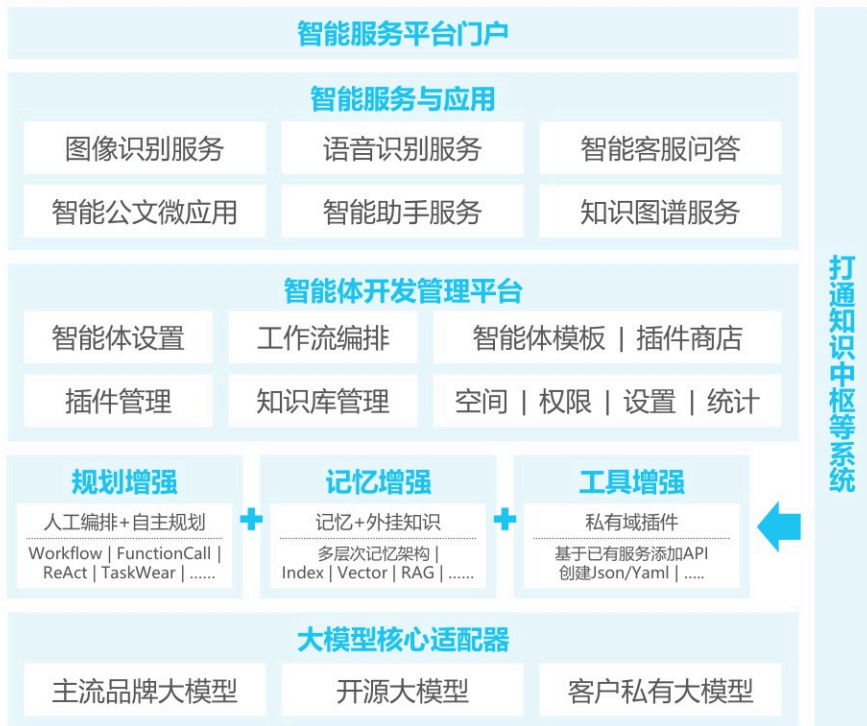 智能服务平台门户
智能服务与应用
图像识别服务
语音识别服务
智能客服问答
智能公文微应用
智能助手服务
知识图谱服务
智能体开发管理平台
智能体设置
工作流编排
智能体模板 | 插件商店
插件管理
知识库管理
空间 | 权限 | 设置 | 统计
规划增强
人工编排+自主规划
Workflow | FunctionCall |
ReAct | TaskWear | ......
+
记忆增强
记忆+外挂知识
多层次记忆架构 |
Index | Vector | RAG | ......
+
工具增强
私有域插件
基于已有服务添加API
创建Json/Yaml | .....
大模型核心适配器
主流品牌大模型
开源大模型
客户私有大模型
打通知识中枢等系统